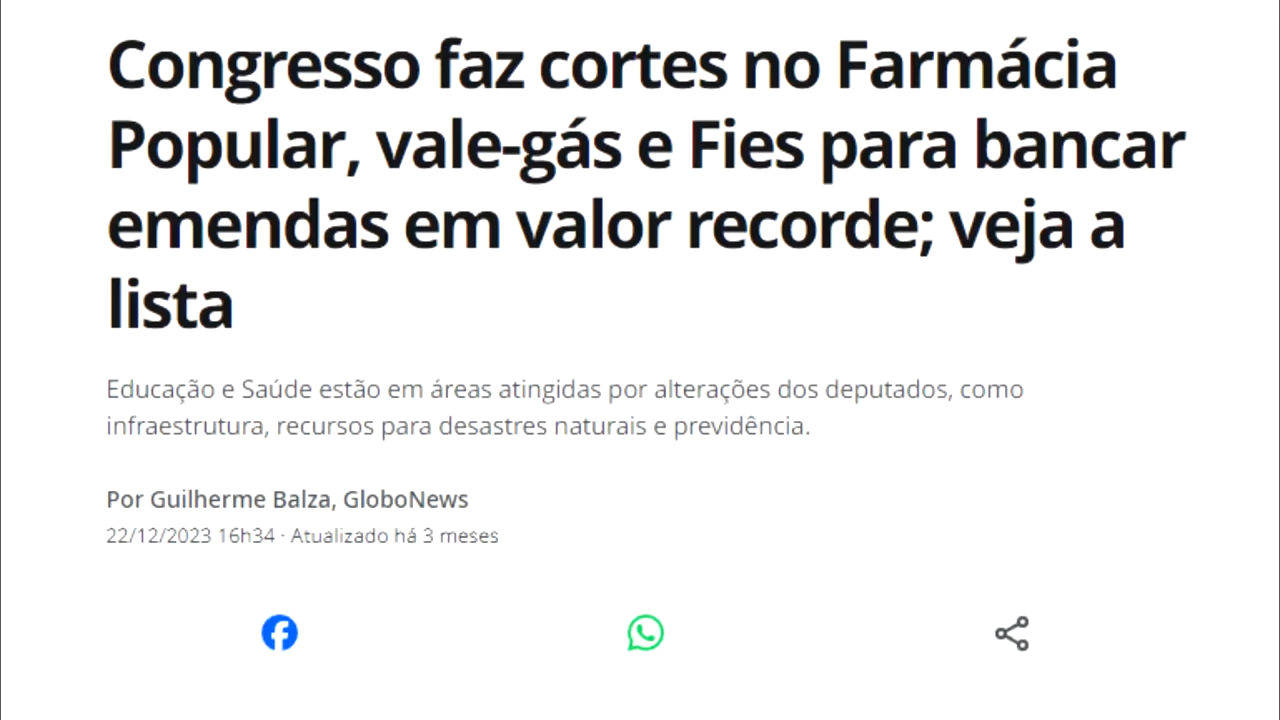 Congresso faz cortes no Farmácia
Popular, vale-gás e Fies para bancar
emendas em valor recorde; veja a
lista
Educação e Saúde estão em áreas atingidas por alterações dos deputados, como
infraestrutura, recursos para desastres naturais e previdência.
Por Guilherme Balza, GloboNews
22/12/2023 16h34 · Atualizado há 3 meses